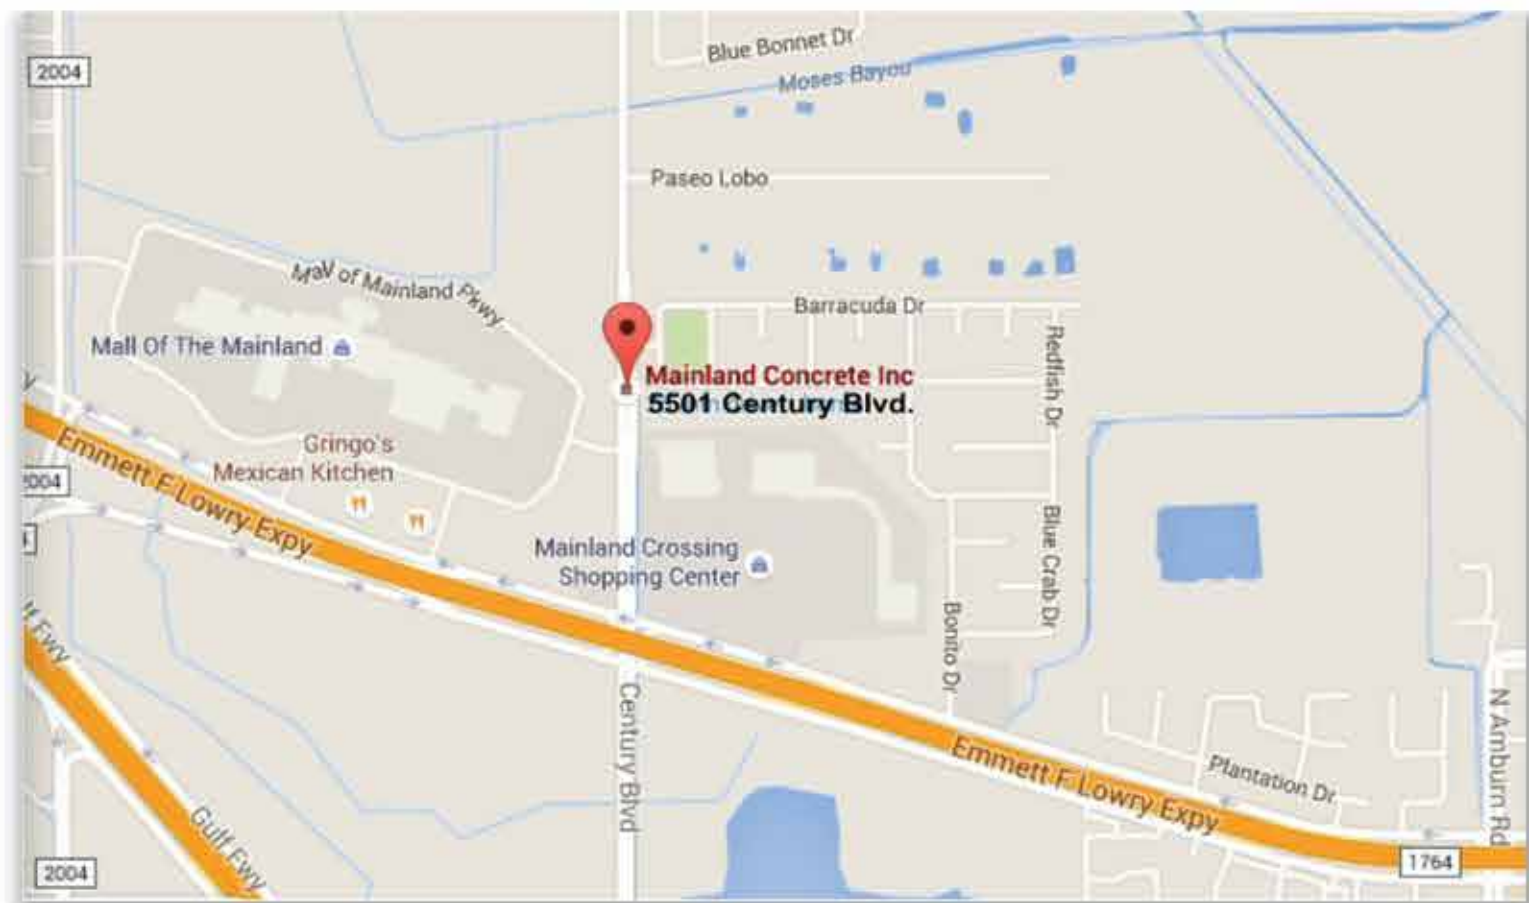 2004
Blue Bonnet Dr
Moses Bayou
Paseo Lobo
Mall of Mainland Pkwy
Barracuda Dr
Mall Of The Mainland
Redfish Dr
Mainland Concrete Inc
5501 Century Blvd.
Gringo's
Mexican Kitchen
Emmett F Lowry Expy
2004
Mainland Crossing
Shopping Center
Blue Crab Dr
Bonito Dr
Fwy
Century Blvd
N Amburn Rd
Emmett F Lowry Expy
Plantation Dr
Gulf Fwy
2004
1764